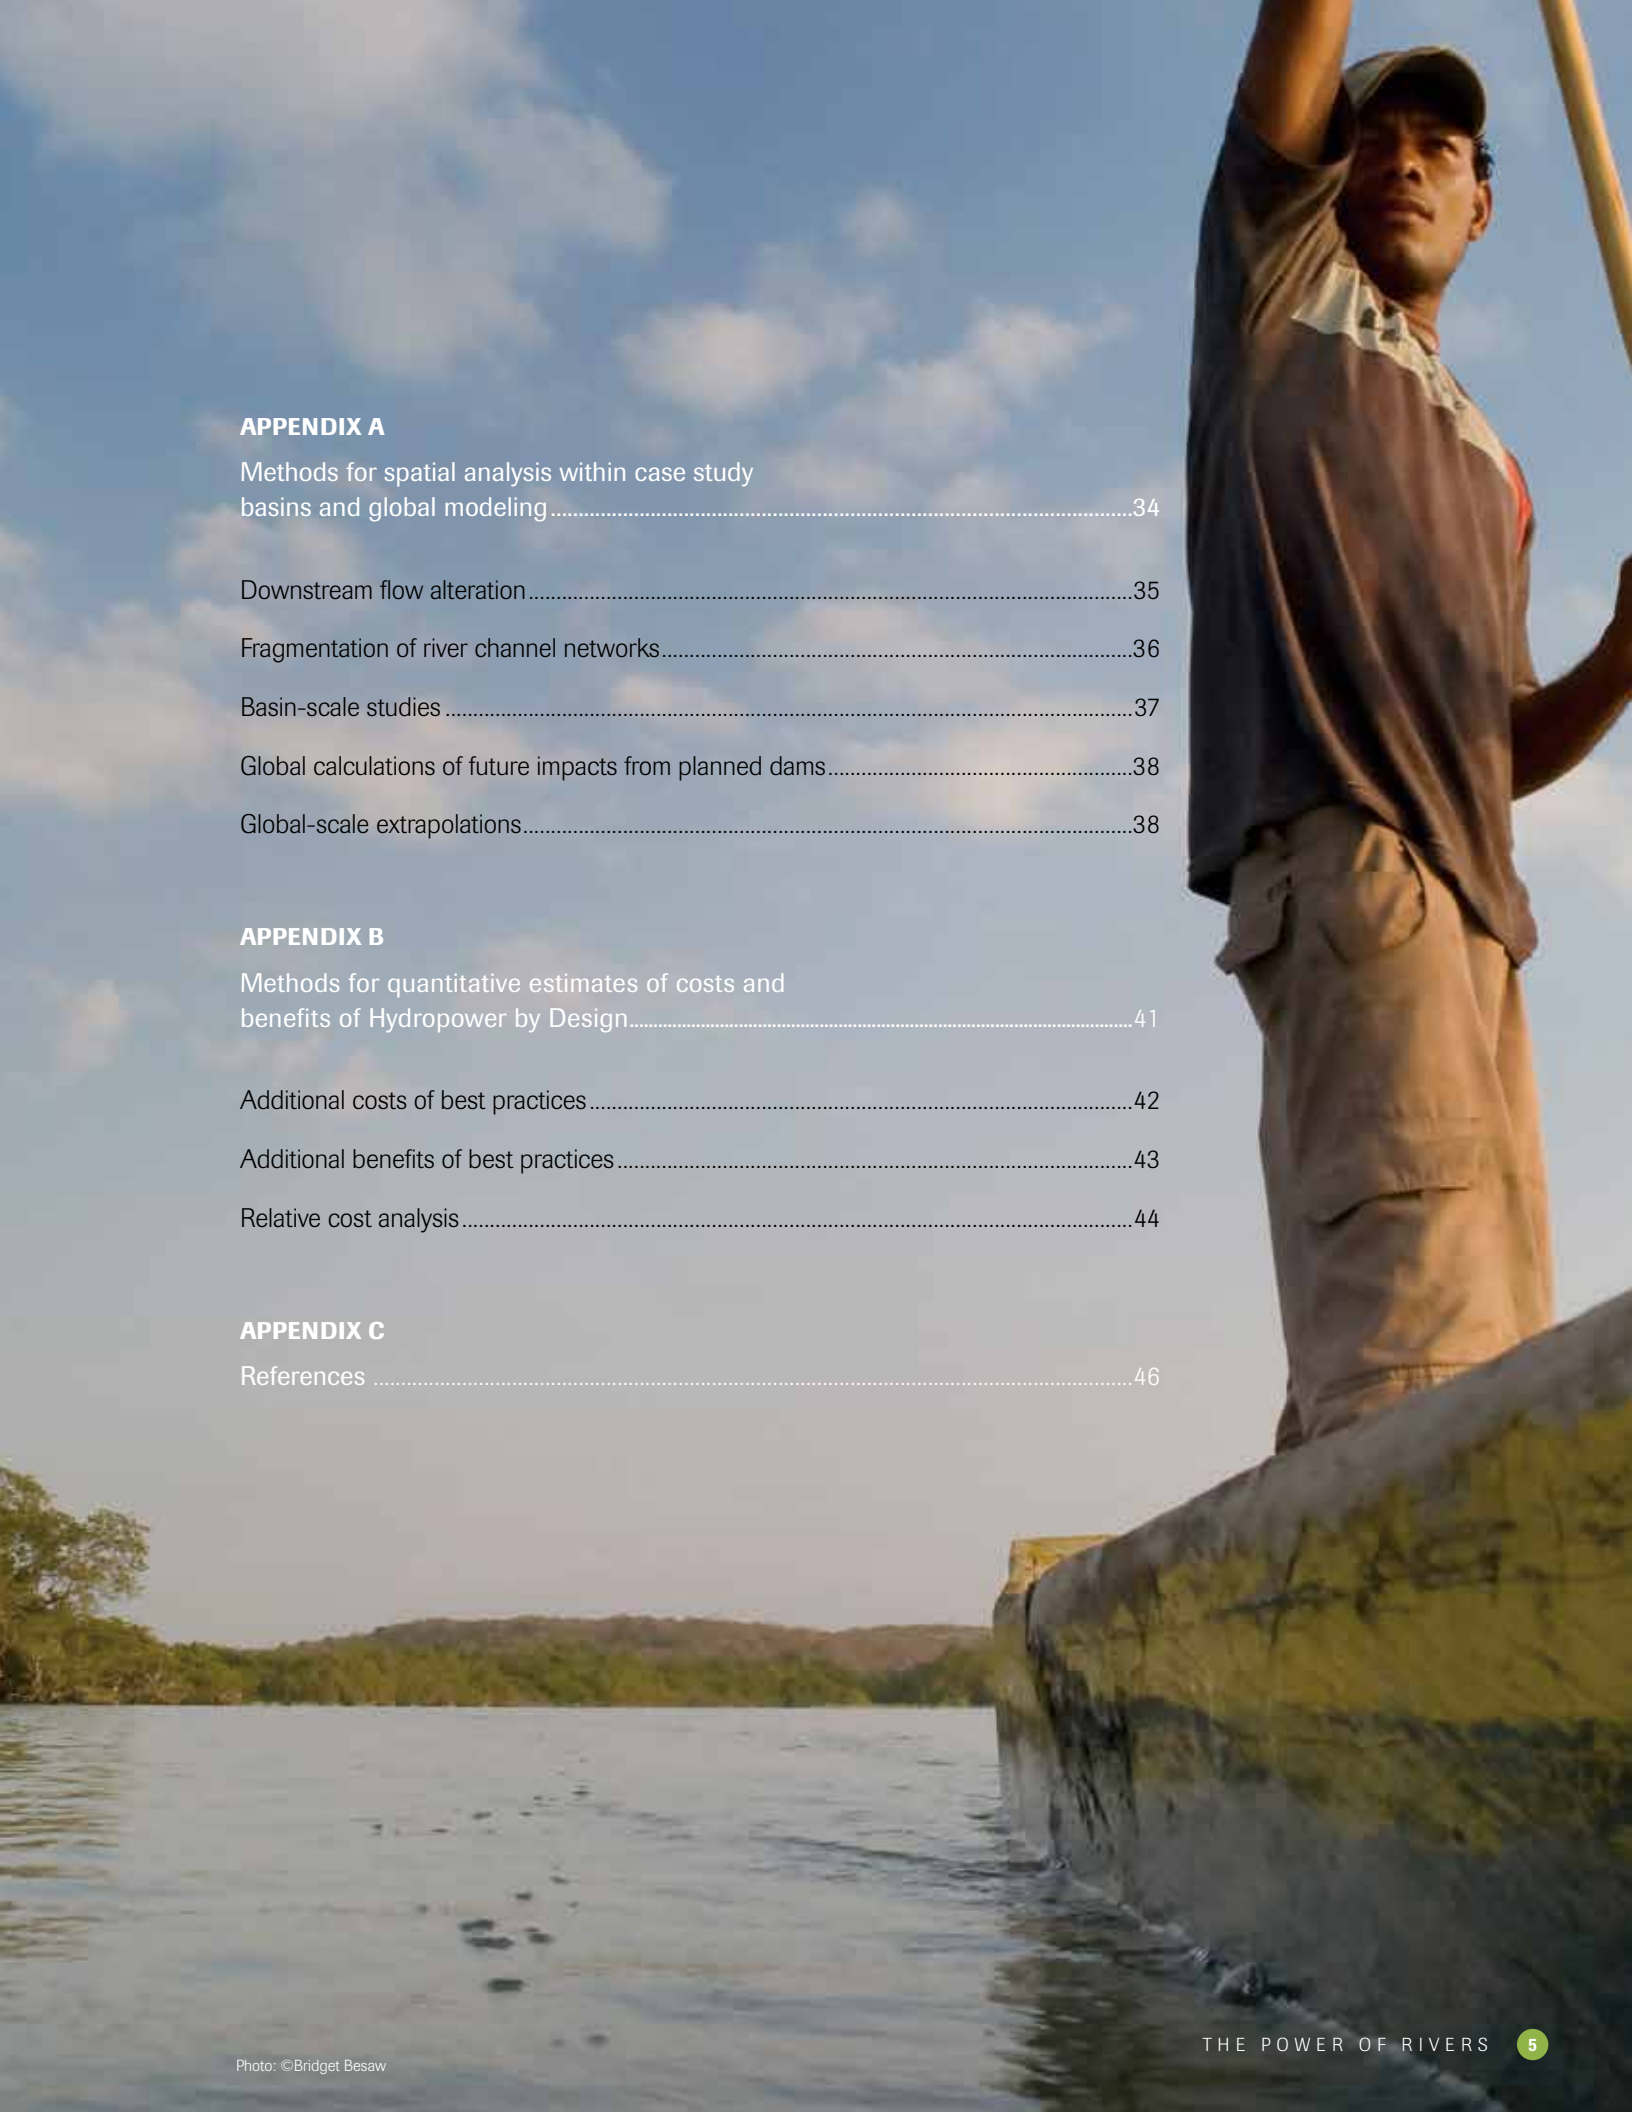 APPENDIX A
Methods for spatial analysis within case study
basins and global modeling.....34
Downstream flow alteration.....35
Fragmentation of river channel networks.....36
Basin-scale studies.....37
Global calculations of future impacts from planned dams.....38
Global-scale extrapolations.....38
APPENDIX B
Methods for quantitative estimates of costs and
benefits of Hydropower by Design.....41
Additional costs of best practices.....42
Additional benefits of best practices.....43
Relative cost analysis.....44
APPENDIX C
References.....46
THE POWER OF RIVERS 5
Photo: ©Bridget Besaw